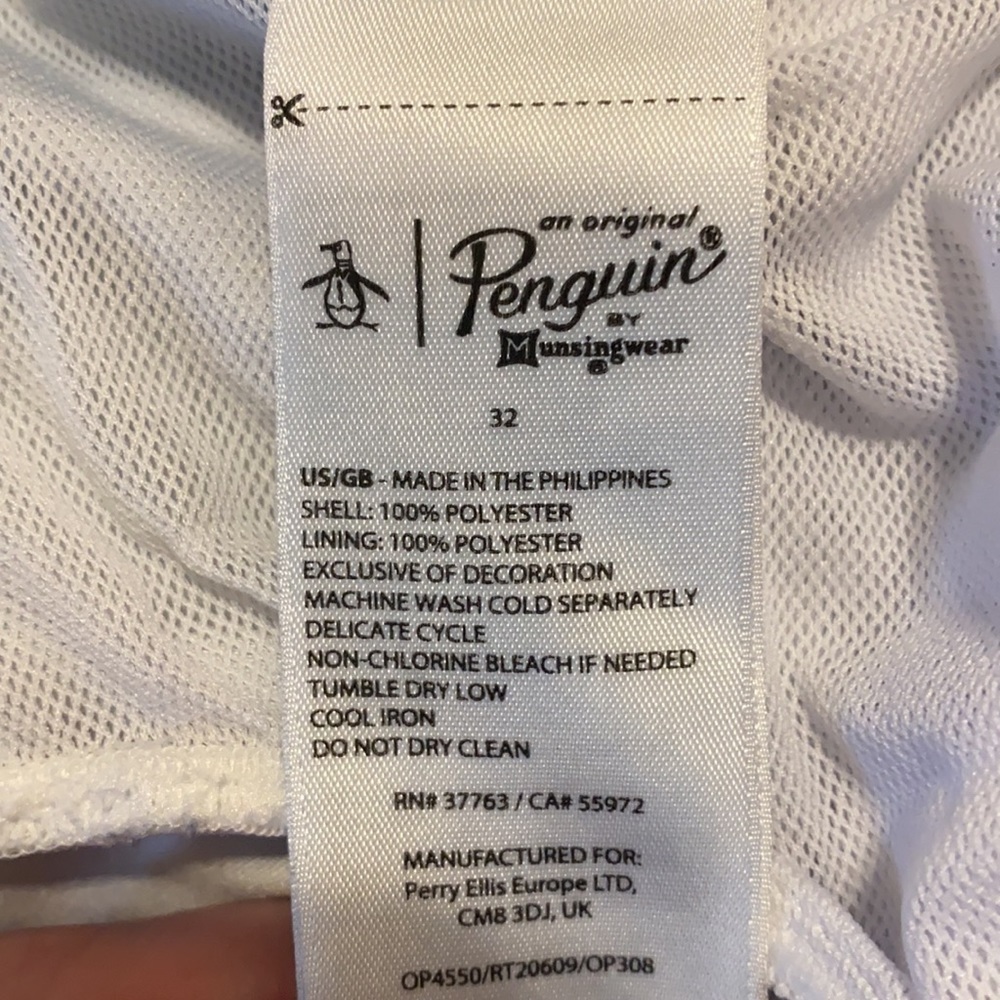 an original
Penguin®
BY
Munsingwear
®
32
US/GB - MADE IN THE PHILIPPINES
SHELL: 100% POLYESTER
LINING: 100% POLYESTER
EXCLUSIVE OF DECORATION
MACHINE WASH COLD SEPARATELY
DELICATE CYCLE
NON-CHLORINE BLEACH IF NEEDED
TUMBLE DRY LOW
COOL IRON
DO NOT DRY CLEAN
RN# 37763 / CA# 55972
MANUFACTURED FOR:
Perry Ellis Europe LTD,
CM8 3DJ, UK
OP4550/RT20609/OP308